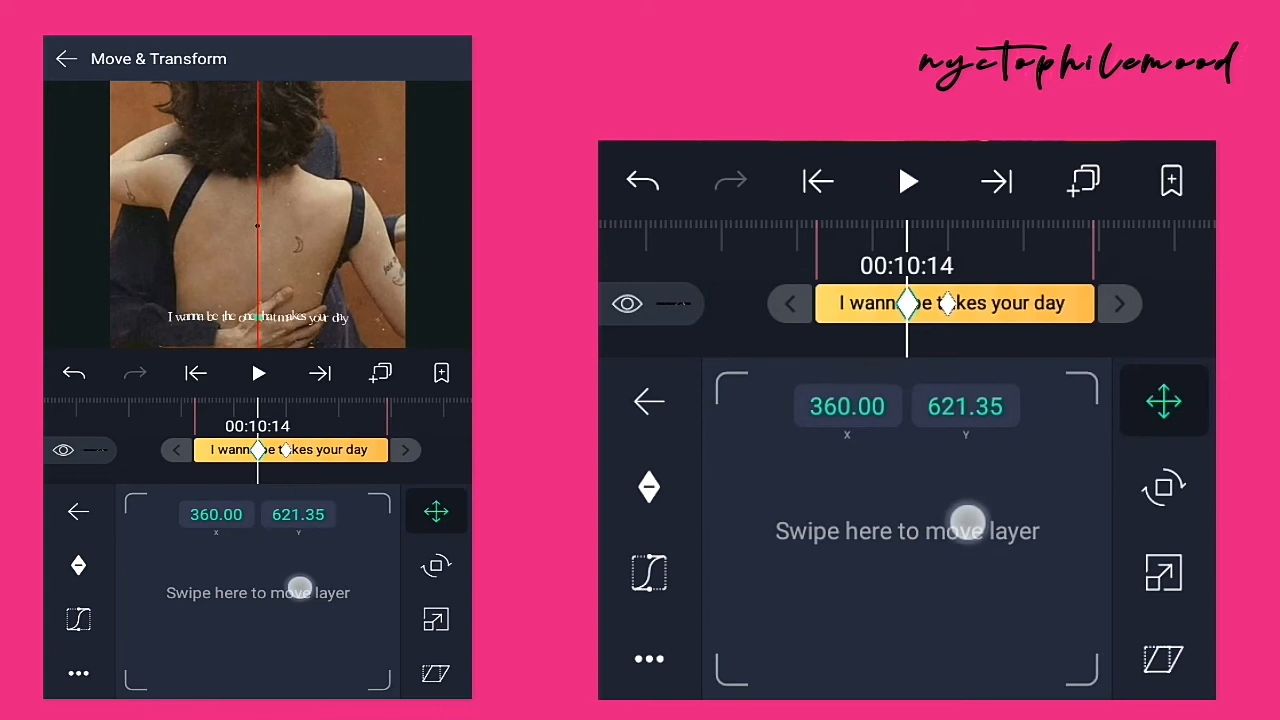 Move & Transform
I wanna be the one that makes your day
00:10:14
I wann be t kes your day
360.00 621.35
X Y
Swipe here to move layer
nyctophilemood
00:10:14
I wann be t kes your day
360.00 621.35
X Y
Swipe here to move layer